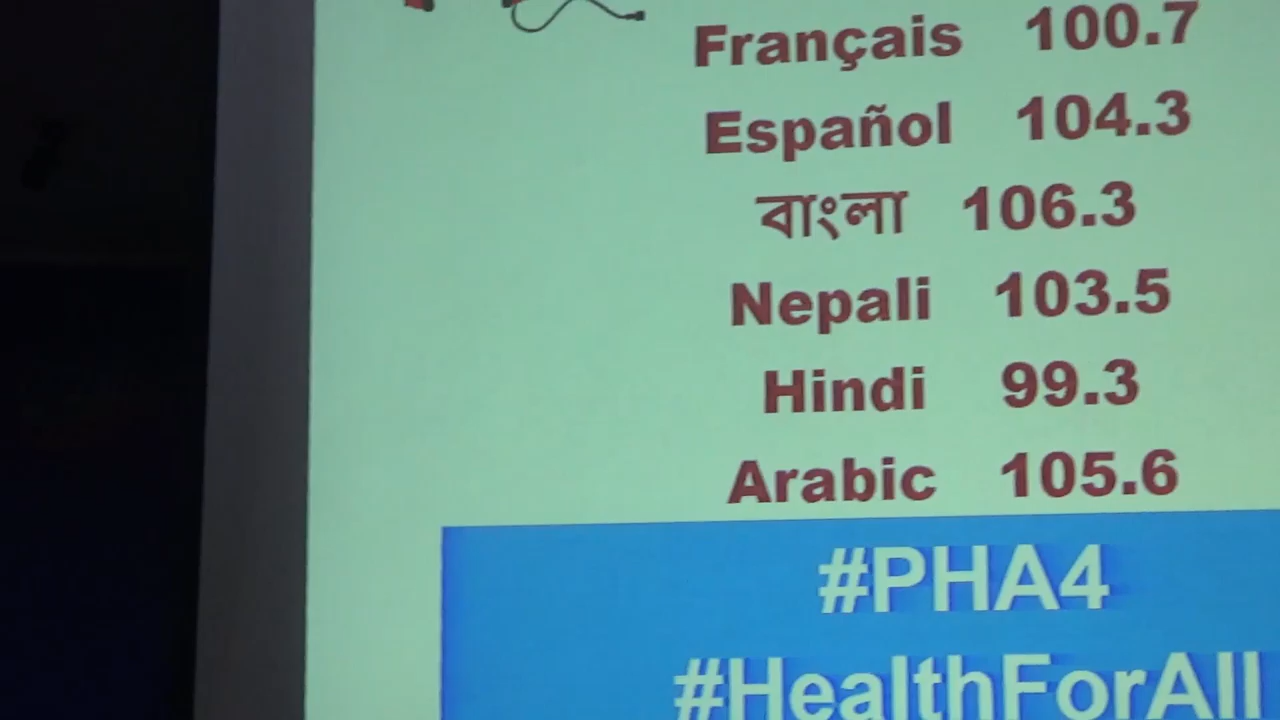 Français 100.7
Español 104.3
বাংলা 106.3
Nepali 103.5
Hindi 99.3
Arabic 105.6
#PHA4
#HealthForAll